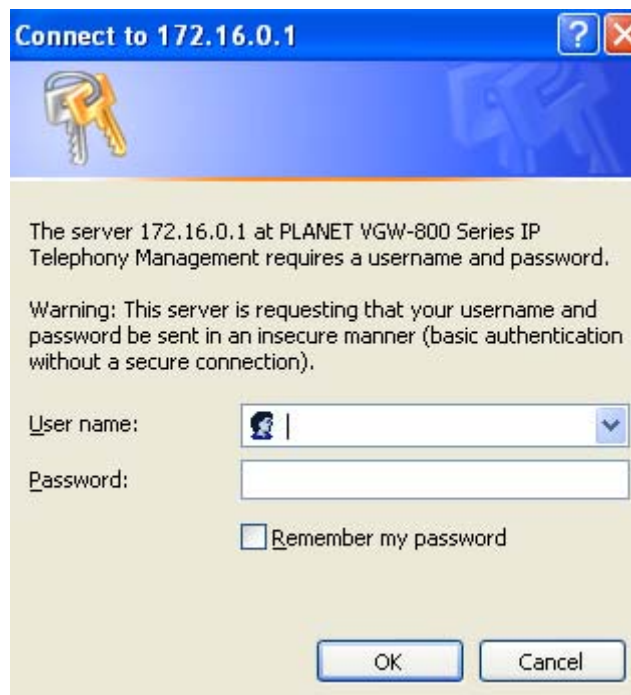 Connect to 172.16.0.1
The server 172.16.0.1 at PLANET VGW-800 Series IP
Telephony Management requires a username and password.
Warning: This server is requesting that your username and
password be sent in an insecure manner (basic authentication
without a secure connection).
User name:
Password:
Remember my password
OK Cancel